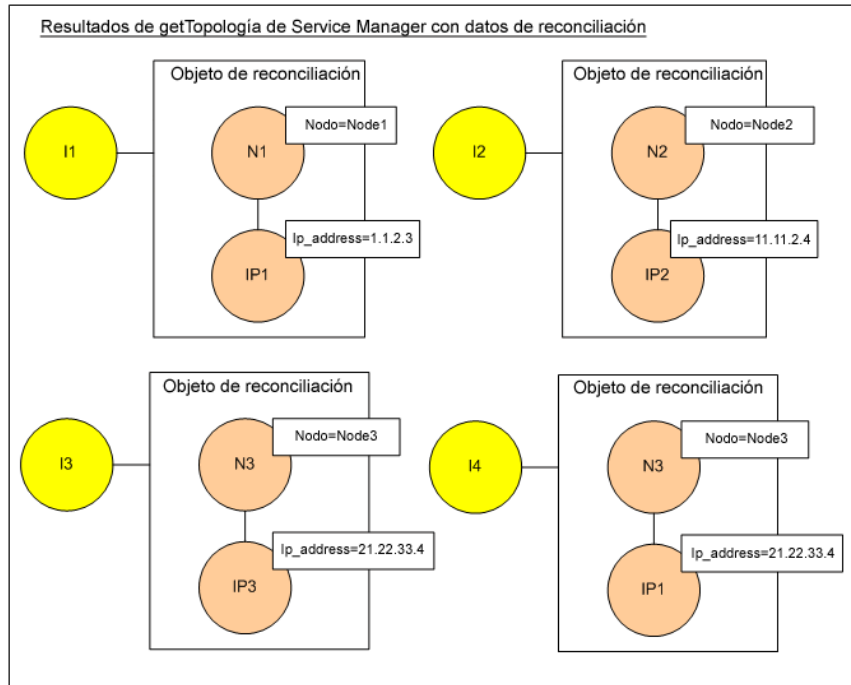 Resultados de getTopología de Service Manager con datos de reconciliación
Objeto de reconciliación
I1
N1
Nodo=Node1
Ip_address=1.1.2.3
IP1
Objeto de reconciliación
I2
N2
Nodo=Node2
Ip_address=11.11.2.4
IP2
Objeto de reconciliación
I3
N3
Nodo=Node3
Ip_address=21.22.33.4
IP3
Objeto de reconciliación
I4
N3
Nodo=Node3
Ip_address=21.22.33.4
IP1